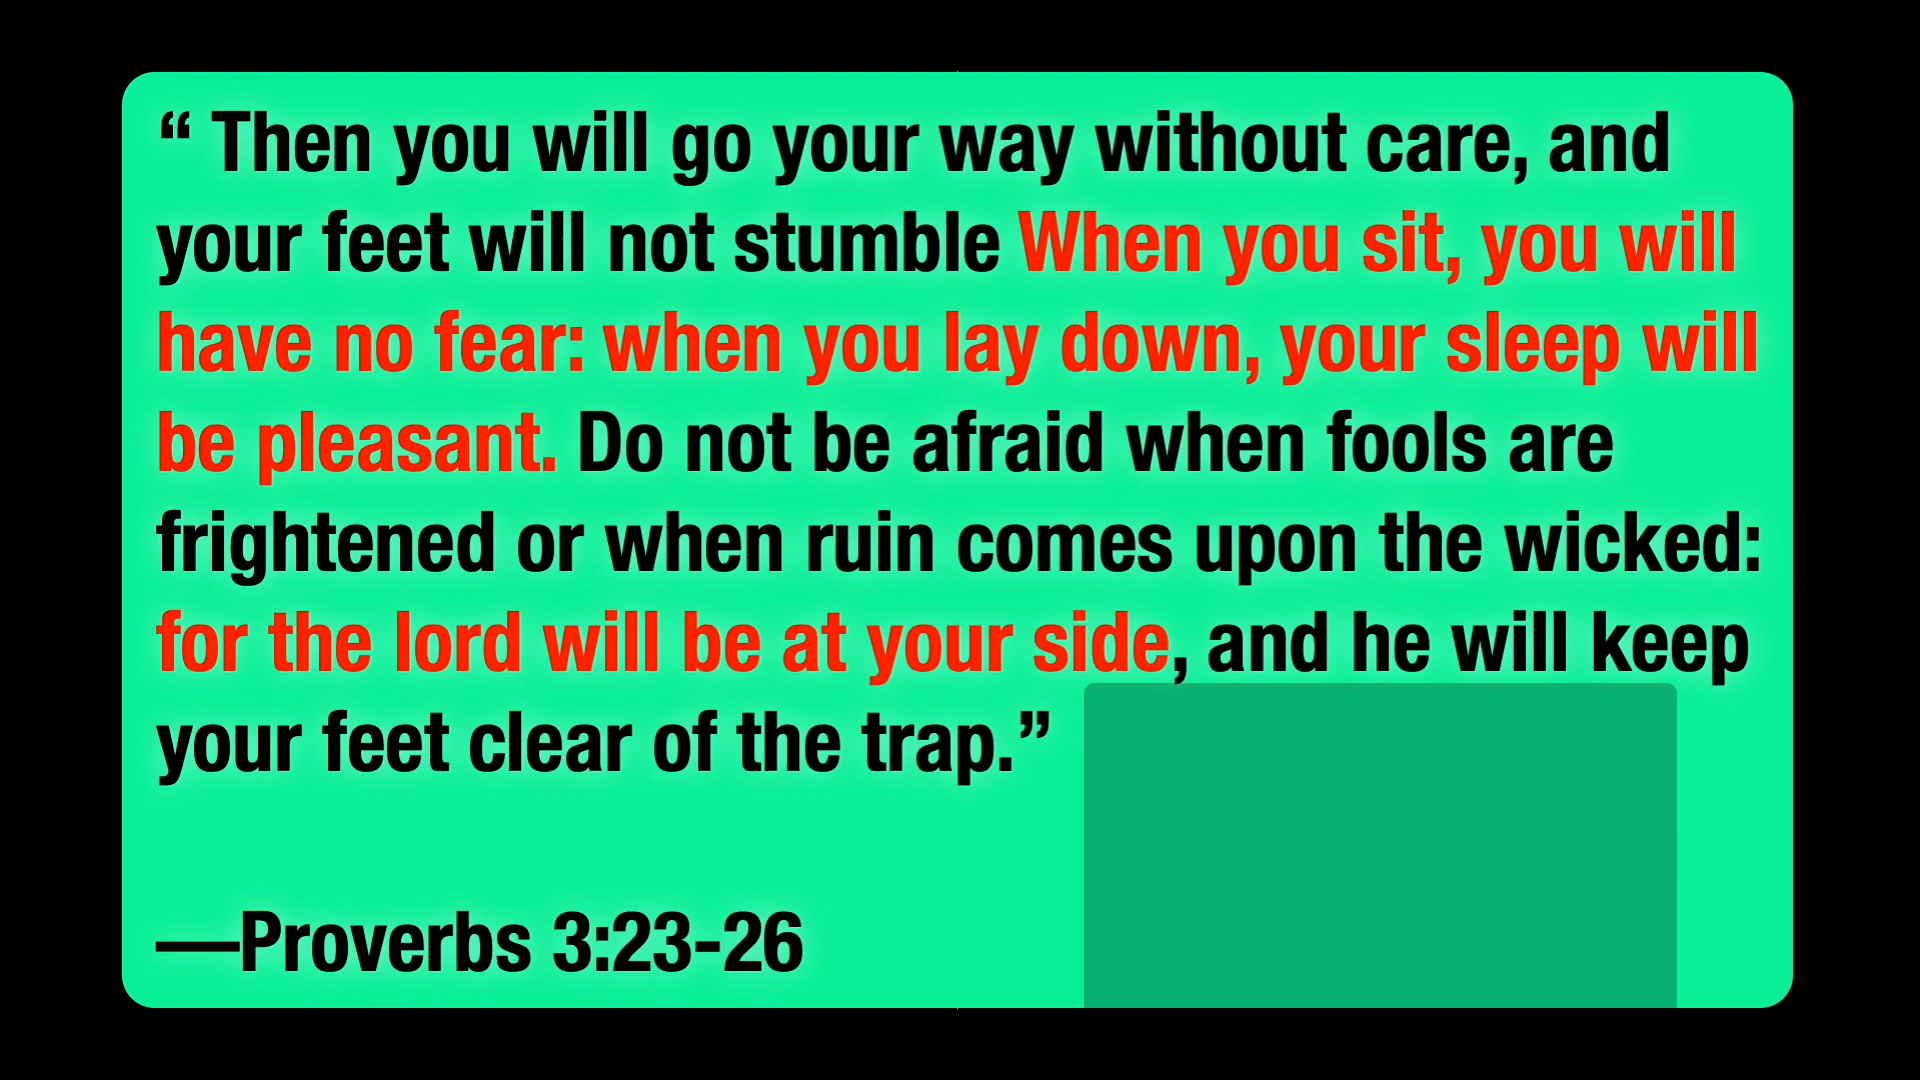 “ Then you will go your way without care, and
your feet will not stumble When you sit, you will
have no fear: when you lay down, your sleep will
be pleasant. Do not be afraid when fools are
frightened or when ruin comes upon the wicked:
for the lord will be at your side, and he will keep
your feet clear of the trap.”
—Proverbs 3:23-26